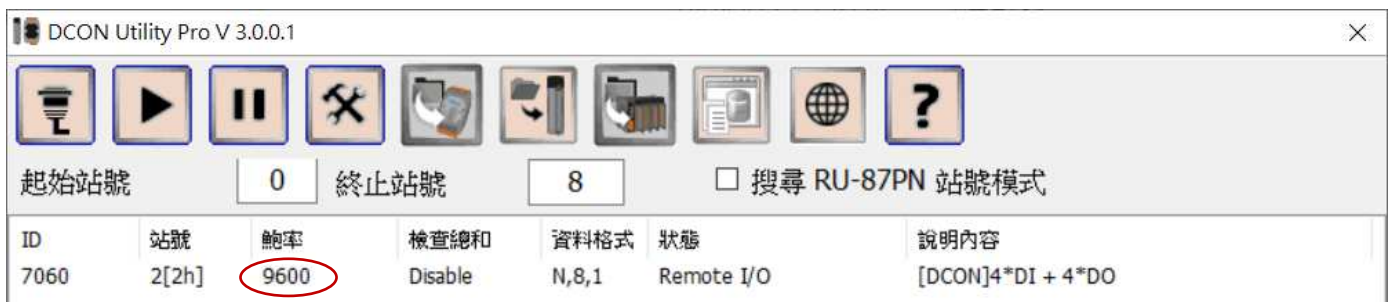 DCON Utility Pro V 3.0.0.1
起始站號 0 終止站號 8 搜尋 RU-87PN 站號模式
ID 站號 鮑率 檢查總和 資料格式 狀態 說明內容
7060 2[2h] 9600 Disable N,8,1 Remote I/O [DCON]4*DI + 4*DO